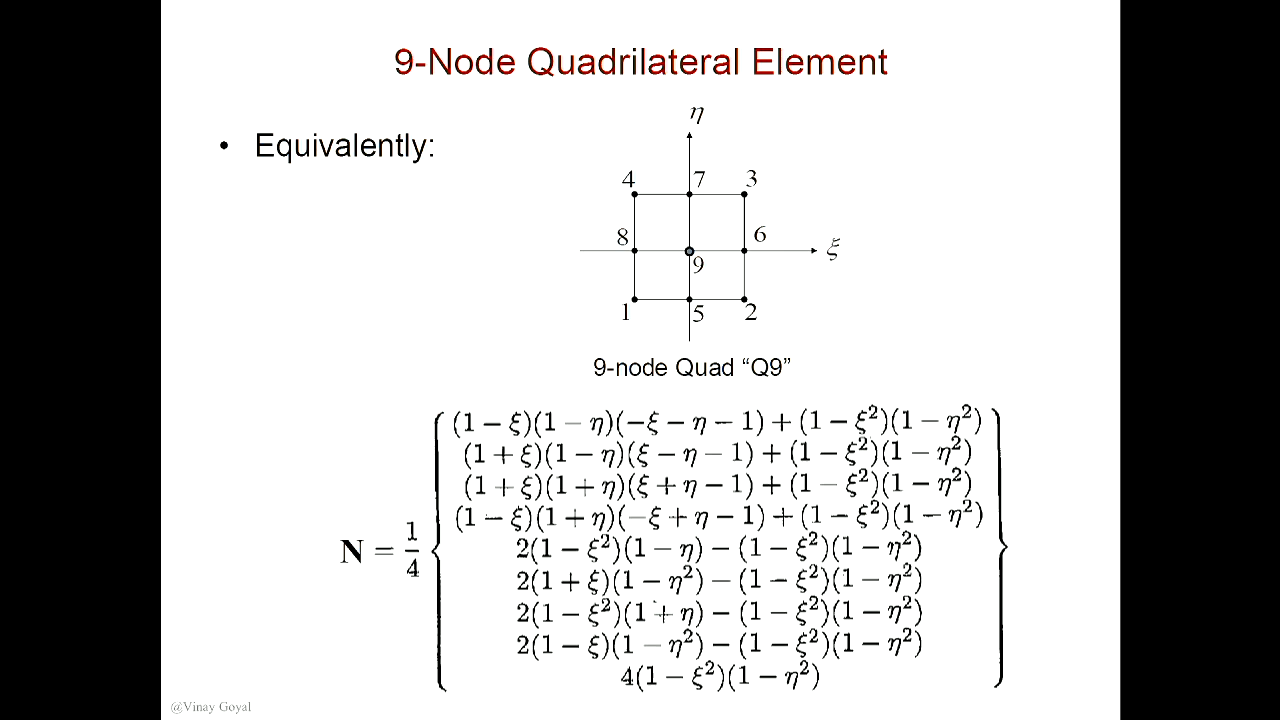 9-Node Quadrilateral Element
• Equivalently:
η
4 7 3
8 6 ξ
9
1 5 2
9-node Quad “Q9”
N = 1/4 {
(1 − ξ)(1 − η)(−ξ − η − 1) + (1 − ξ²)(1 − η²)
(1 + ξ)(1 − η)(ξ − η − 1) + (1 − ξ²)(1 − η²)
(1 + ξ)(1 + η)(ξ + η − 1) + (1 − ξ²)(1 − η²)
(1 − ξ)(1 + η)(−ξ + η − 1) + (1 − ξ²)(1 − η²)
2(1 − ξ²)(1 − η) − (1 − ξ²)(1 − η²)
2(1 + ξ)(1 − η²) − (1 − ξ²)(1 − η²)
2(1 − ξ²)(1 + η) − (1 − ξ²)(1 − η²)
2(1 − ξ)(1 − η²) − (1 − ξ²)(1 − η²)
4(1 − ξ²)(1 − η²)
}
@Vinay Goyal